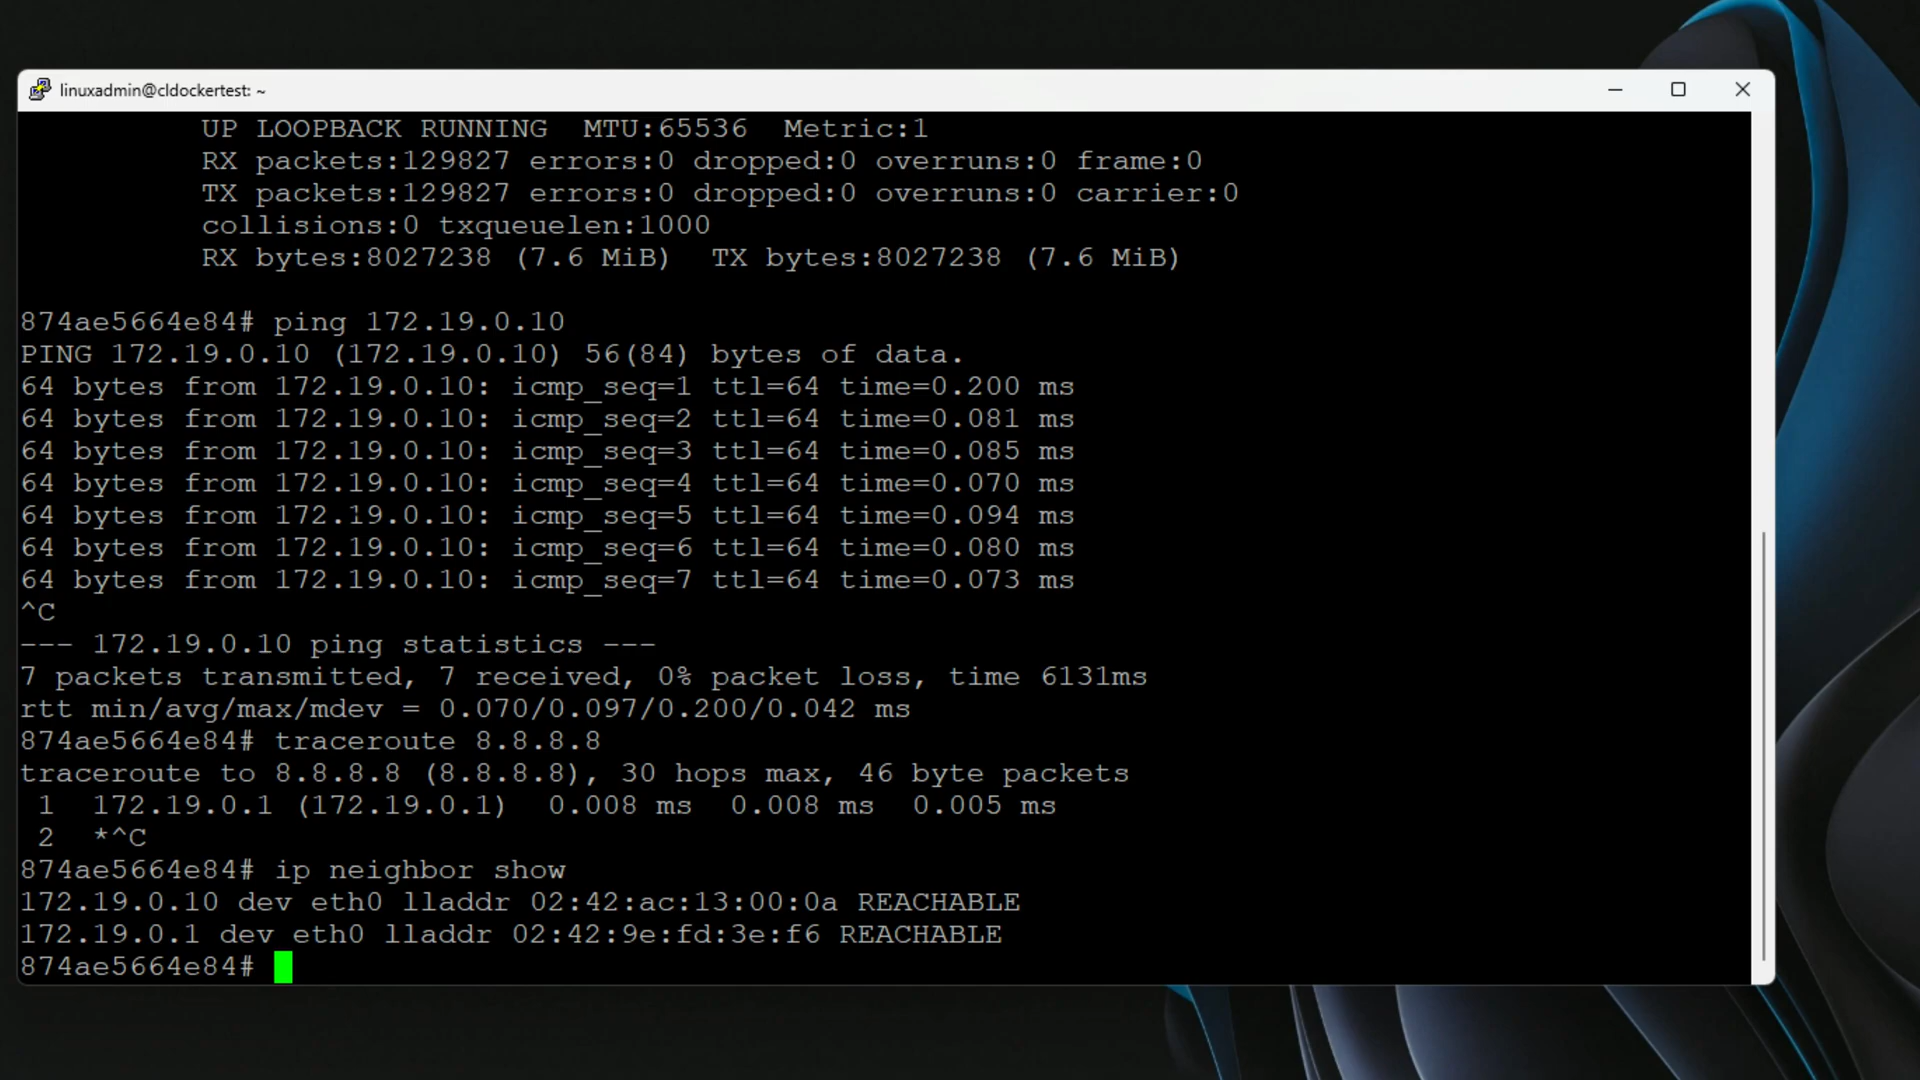 linuxadmin@cldockertest: ~
UP LOOPBACK RUNNING  MTU:65536  Metric:1
RX packets:129827 errors:0 dropped:0 overruns:0 frame:0
TX packets:129827 errors:0 dropped:0 overruns:0 carrier:0
collisions:0 txqueuelen:1000
RX bytes:8027238 (7.6 MiB)  TX bytes:8027238 (7.6 MiB)
874ae5664e84# ping 172.19.0.10
PING 172.19.0.10 (172.19.0.10) 56(84) bytes of data.
64 bytes from 172.19.0.10: icmp_seq=1 ttl=64 time=0.200 ms
64 bytes from 172.19.0.10: icmp_seq=2 ttl=64 time=0.081 ms
64 bytes from 172.19.0.10: icmp_seq=3 ttl=64 time=0.085 ms
64 bytes from 172.19.0.10: icmp_seq=4 ttl=64 time=0.070 ms
64 bytes from 172.19.0.10: icmp_seq=5 ttl=64 time=0.094 ms
64 bytes from 172.19.0.10: icmp_seq=6 ttl=64 time=0.080 ms
64 bytes from 172.19.0.10: icmp_seq=7 ttl=64 time=0.073 ms
^C
--- 172.19.0.10 ping statistics ---
7 packets transmitted, 7 received, 0% packet loss, time 6131ms
rtt min/avg/max/mdev = 0.070/0.097/0.200/0.042 ms
874ae5664e84# traceroute 8.8.8.8
traceroute to 8.8.8.8 (8.8.8.8), 30 hops max, 46 byte packets
1  172.19.0.1 (172.19.0.1)  0.008 ms  0.008 ms  0.005 ms
2  *^C
874ae5664e84# ip neighbor show
172.19.0.10 dev eth0 lladdr 02:42:ac:13:00:0a REACHABLE
172.19.0.1 dev eth0 lladdr 02:42:9e:fd:3e:f6 REACHABLE
874ae5664e84#